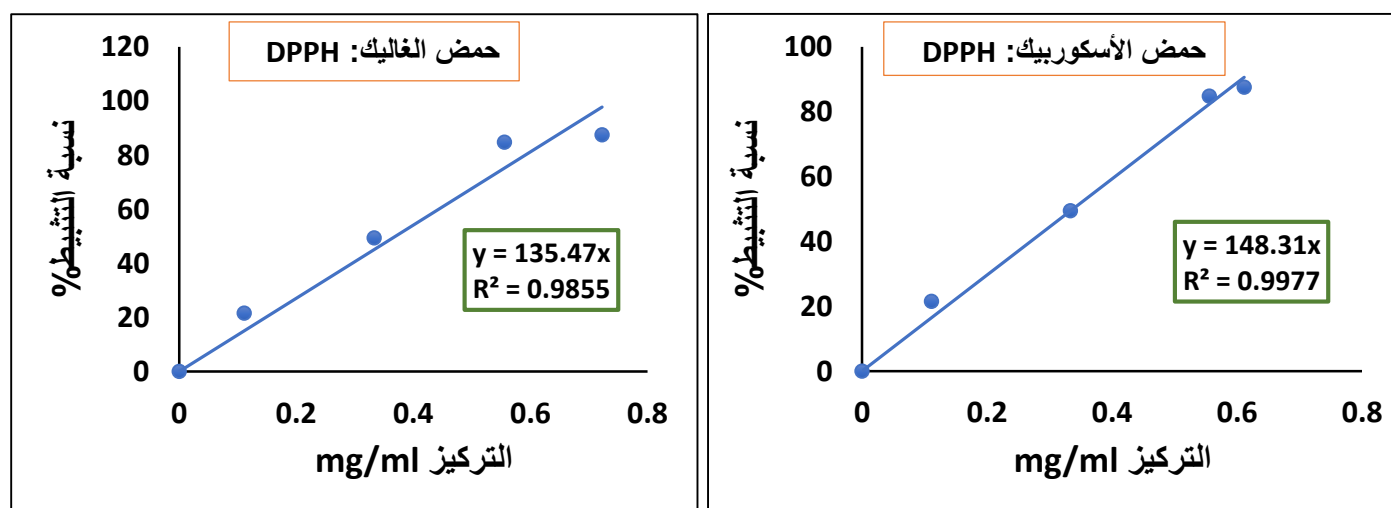 حمض الغاليك: DPPH
120
100
80
60
40
20
0
نسبة التثبيط%
y = 135.47x
R² = 0.9855
0 0.2 0.4 0.6 0.8
التركيز mg/ml
حمض الأسكوربيك: DPPH
100
80
60
40
20
0
نسبة التثبيط%
y = 148.31x
R² = 0.9977
0 0.2 0.4 0.6 0.8
التركيز mg/ml